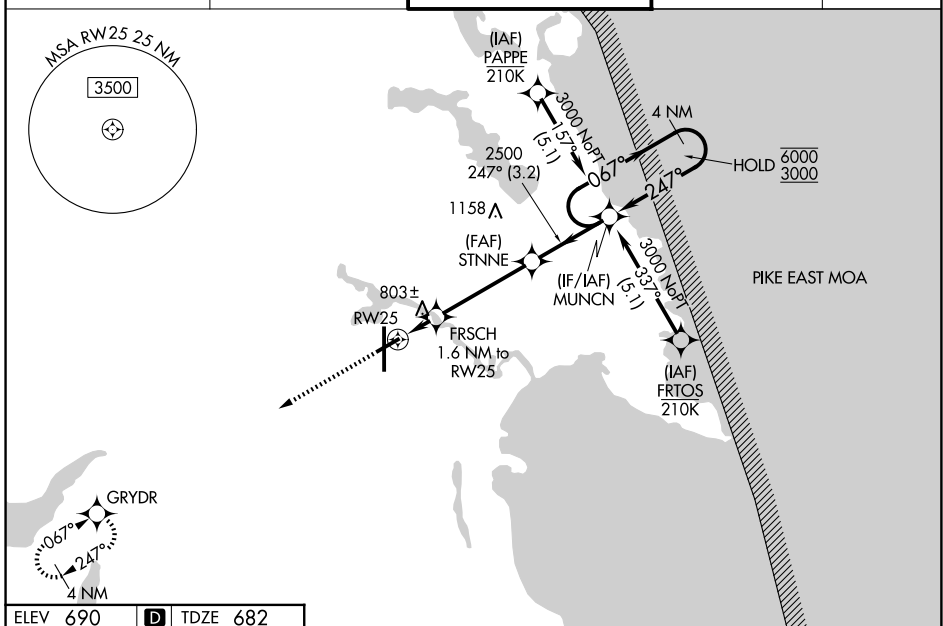 MSA RW25 25 NM
3500
(IAF)
PAPPE
210K
3000 NoPT
157°
(5.1)
4 NM
067°
247°
HOLD 6000
3000
2500
247° (3.2)
1158
(FAF)
STNNE
(IF/IAF)
MUNCN
3000 NoPT
337°
(5.1)
PIKE EAST MOA
803±
RW25
FRSCH
1.6 NM to
RW25
(IAF)
FRTOS
210K
GRYDR
067°
247°
4 NM
ELEV 690 D TDZE 682